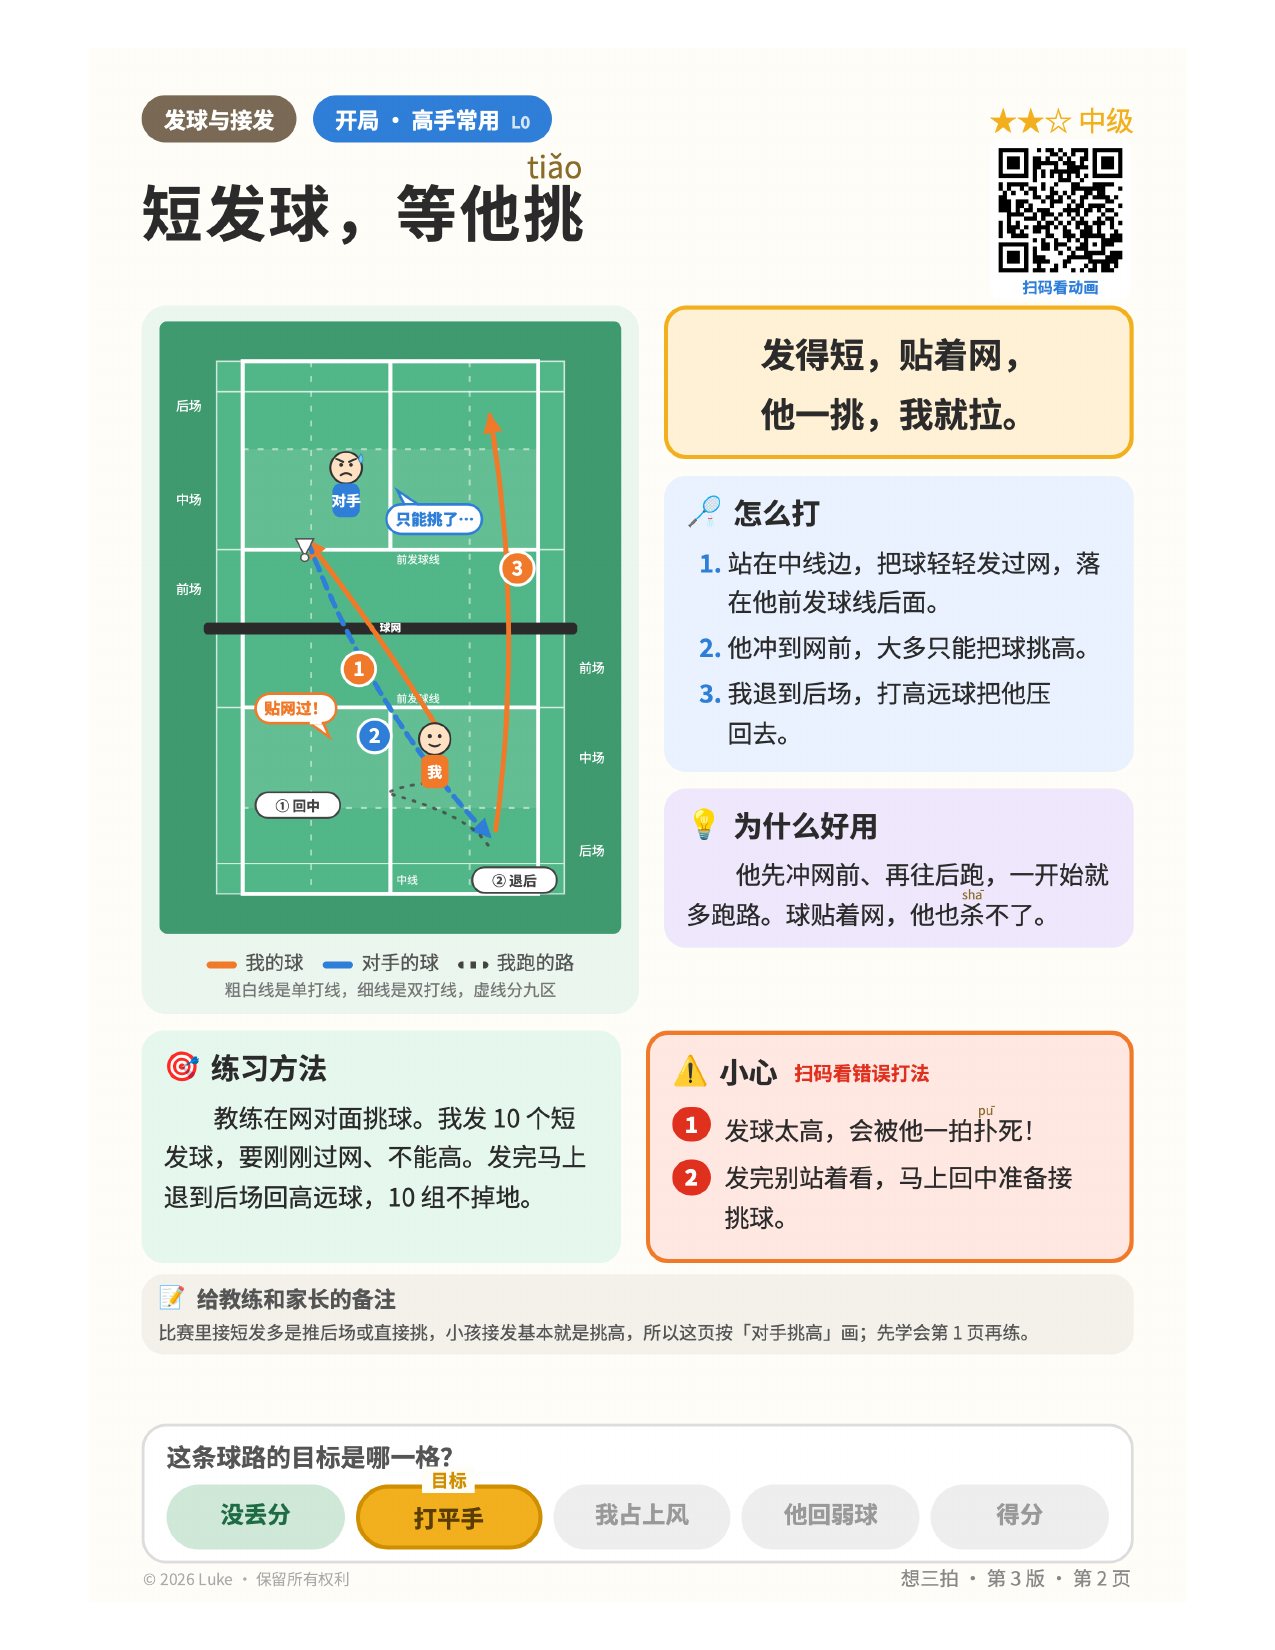 发球与接发
开局 · 高手常用 L0
★★☆ 中级
tiǎo
短发球，等他挑
扫码看动画
后场
中场
前场
对手
只能挑了…
前发球线
3
球网
1
前场
前发球线
贴网过！
2
我
中场
① 回中
后场
中线
② 退后
我的球 对手的球 我跑的路
粗白线是单打线，细线是双打线，虚线分九区
发得短，贴着网，
他一挑，我就拉。
怎么打
1. 站在中线边，把球轻轻发过网，落
在他前发球线后面。
2. 他冲到网前，大多只能把球挑高。
3. 我退到后场，打高远球把他压
回去。
为什么好用
他先冲网前、再往后跑，一开始就
shā
多跑路。球贴着网，他也杀不了。
练习方法
教练在网对面挑球。我发 10 个短
发球，要刚刚过网、不能高。发完马上
退到后场回高远球，10 组不掉地。
小心 扫码看错误打法
pū
1 发球太高，会被他一拍扑死！
2 发完别站着看，马上回中准备接
挑球。
给教练和家长的备注
比赛里接短发多是推后场或直接挑，小孩接发基本就是挑高，所以这页按「对手挑高」画；先学会第 1 页再练。
这条球路的目标是哪一格？
目标
没丢分 打平手 我占上风 他回弱球 得分
© 2026 Luke · 保留所有权利
想三拍 · 第 3 版 · 第 2 页